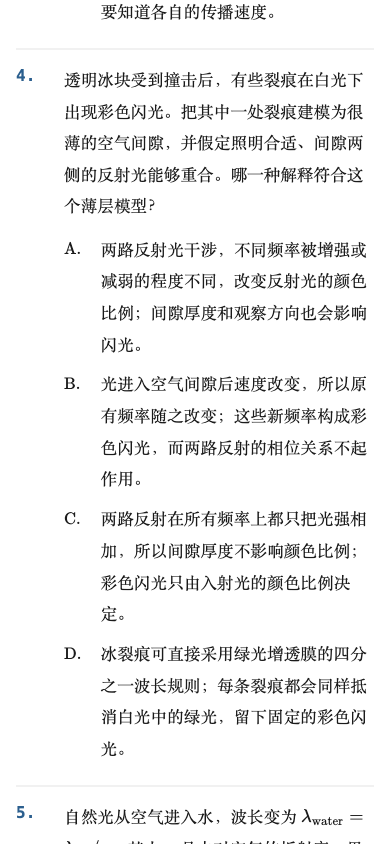 要知道各自的传播速度。
4. 透明冰块受到撞击后，有些裂痕在白光下
出现彩色闪光。把其中一处裂痕建模为很
薄的空气间隙，并假定照明合适、间隙两
侧的反射光能够重合。哪一种解释符合这
个薄层模型?
A. 两路反射光干涉，不同频率被增强或
减弱的程度不同，改变反射光的颜色
比例；间隙厚度和观察方向也会影响
闪光。
B. 光进入空气间隙后速度改变，所以原
有频率随之改变；这些新频率构成彩
色闪光，而两路反射的相位关系不起
作用。
C. 两路反射在所有频率上都只把光强相
加，所以间隙厚度不影响颜色比例；
彩色闪光只由入射光的颜色比例决
定。
D. 冰裂痕可直接采用绿光增透膜的四分
之一波长规则；每条裂痕都会同样抵
消白光中的绿光，留下固定的彩色闪
光。
5. 自然光从空气进入水，波长变为 λwater =